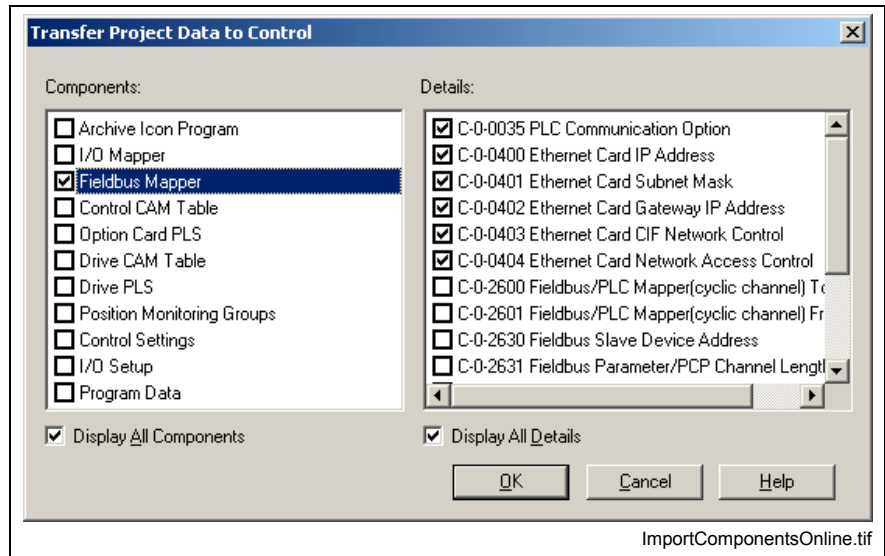 Transfer Project Data to Control
Components:
Archive Icon Program
I/O Mapper
Fieldbus Mapper
Control CAM Table
Option Card PLS
Drive CAM Table
Drive PLS
Position Monitoring Groups
Control Settings
I/O Setup
Program Data
Display All Components
Details:
C-0-0035 PLC Communication Option
C-0-0400 Ethernet Card IP Address
C-0-0401 Ethernet Card Subnet Mask
C-0-0402 Ethernet Card Gateway IP Address
C-0-0403 Ethernet Card CIF Network Control
C-0-0404 Ethernet Card Network Access Control
C-0-2600 Fieldbus/PLC Mapper(cyclic channel)
C-0-2601 Fieldbus/PLC Mapper(cyclic channel)
C-0-2630 Fieldbus Slave Device Address
C-0-2631 Fieldbus Parameter/PCP Channel
Display All Details
OK
Cancel
Help
ImportComponentsOnline.tif